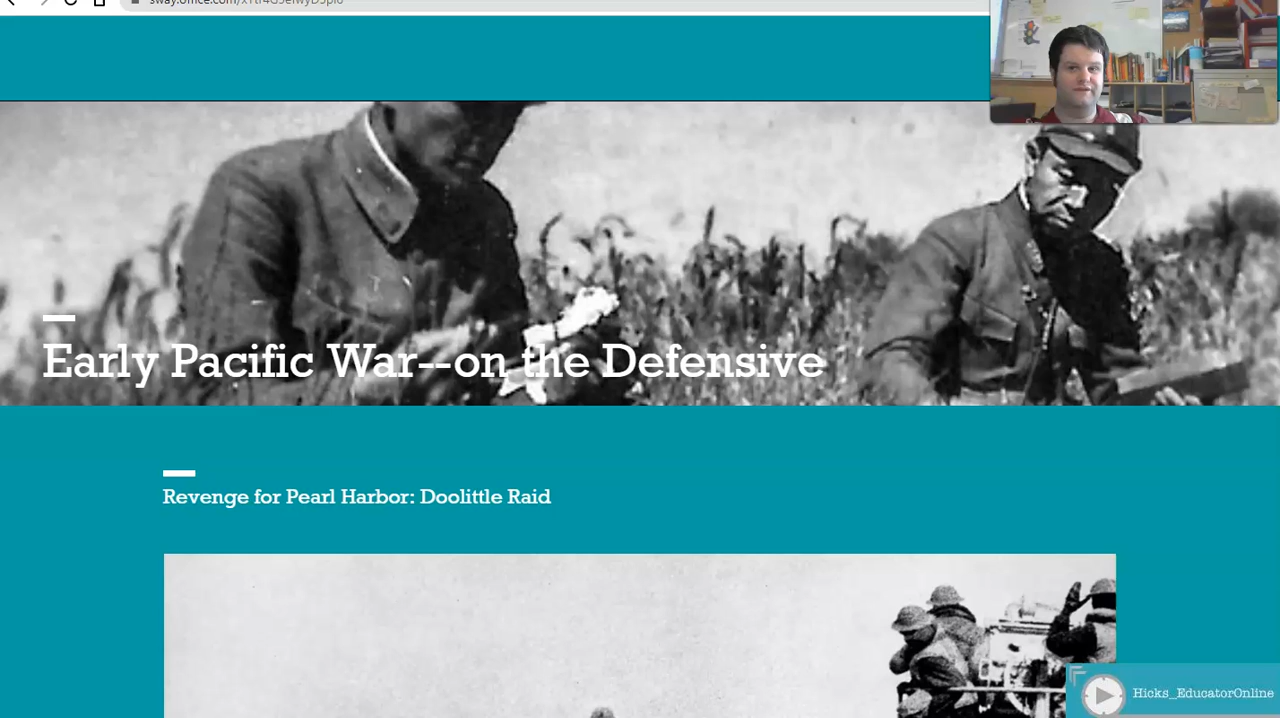 Early Pacific War--on the Defensive
Revenge for Pearl Harbor: Doolittle Raid
Hicks_EducatorOnline